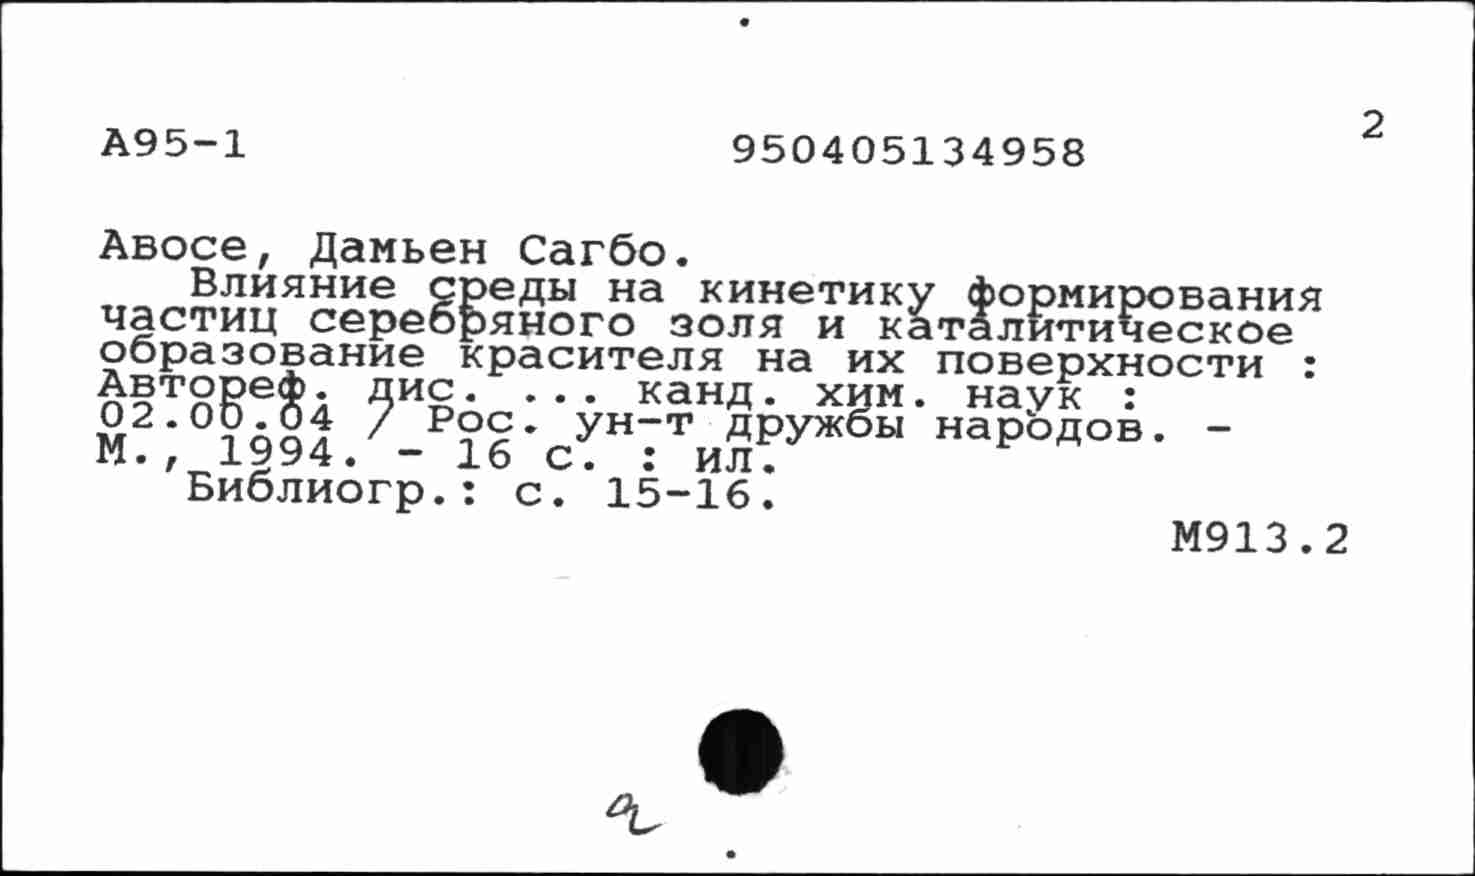 2
А95-1 950405134958
Авосе, Дамьен Сагбо.
Влияние среды на кинетику формирования
частиц серебряного золя и каталитическое
образование красителя на их поверхности :
Автореф. дис. ... канд. хим. наук :
02.00.04 / Рос. ун-т дружбы народов. -
М., 1994. - 16 с. : ил.
Библиогр.: с. 15-16.
М913.2